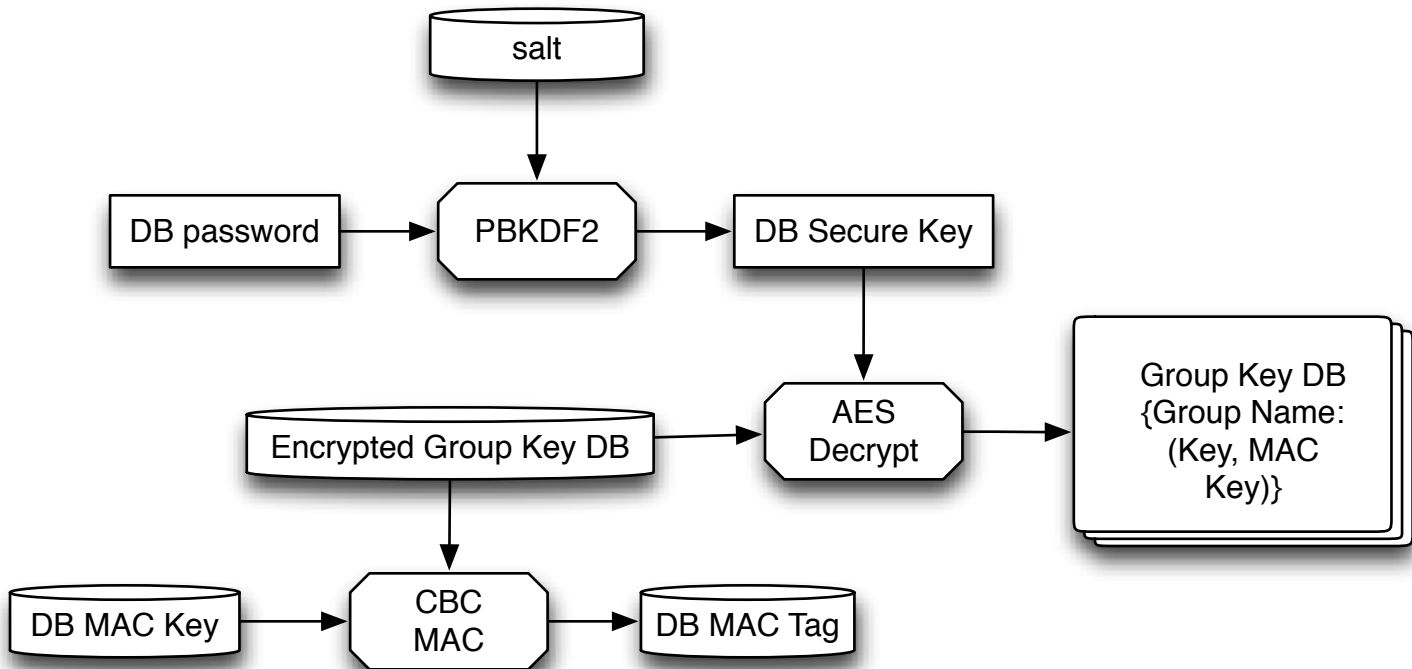 salt
DB password
PBKDF2
DB Secure Key
Encrypted Group Key DB
AES
Decrypt
Group Key DB
{Group Name:
(Key, MAC
Key)}
DB MAC Key
CBC
MAC
DB MAC Tag